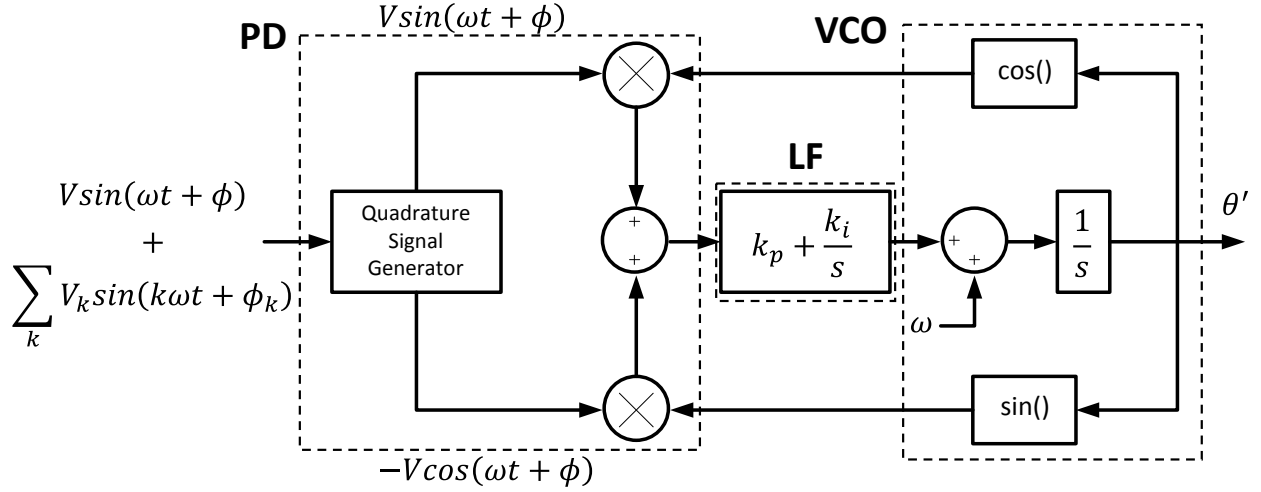 Vsin(ωt + ϕ)
PD
VCO
cos()
LF
Vsin(ωt + ϕ)
+
∑ Vₖsin(kωt + ϕₖ)
k
Quadrature
Signal
Generator
+
+
kₚ + kᵢ/s
+
+
1/s
θ′
ω
sin()
−Vcos(ωt + ϕ)